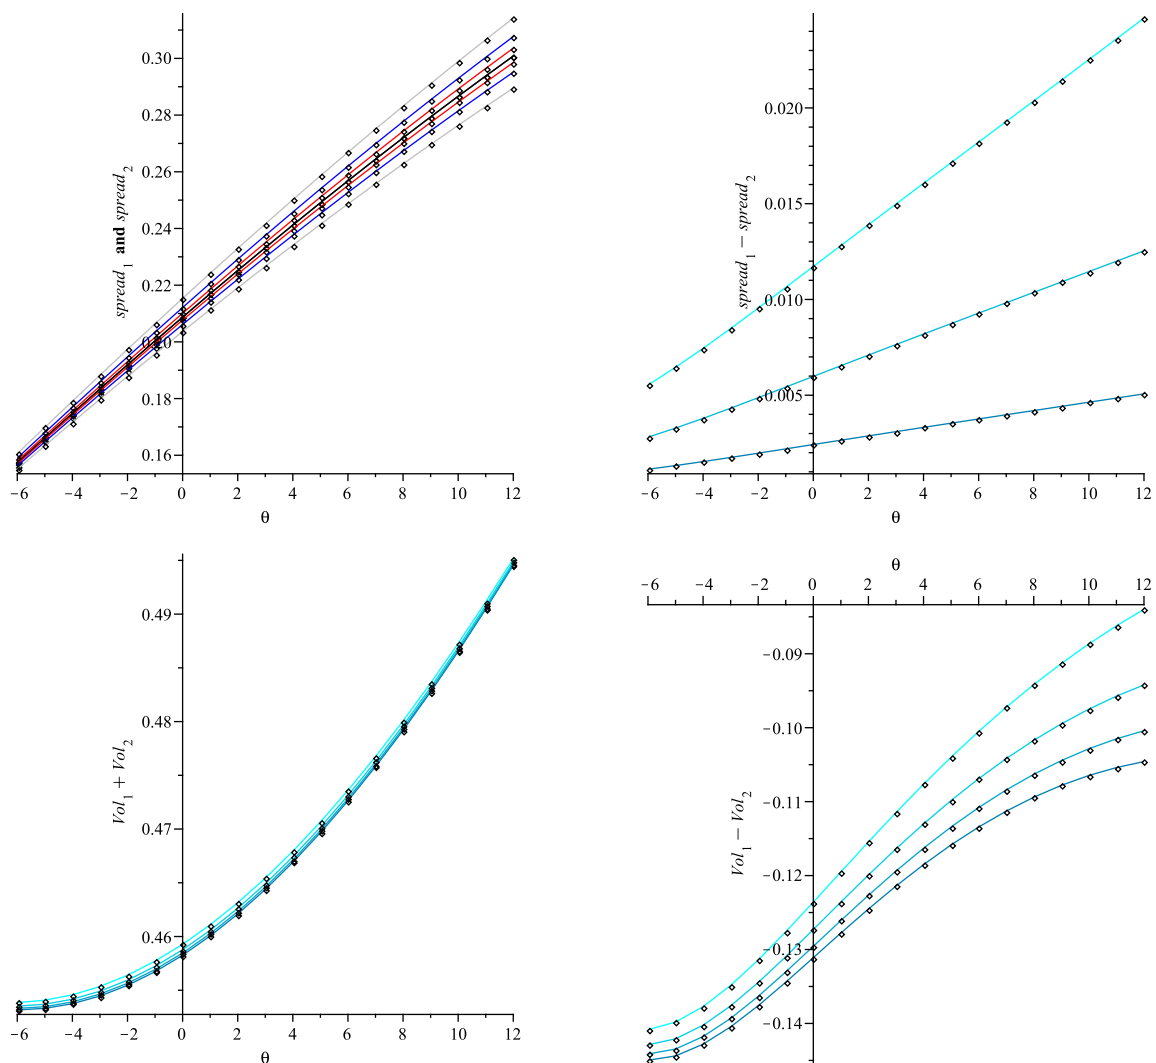 0.30
0.28
0.26
0.24
0.22
0.18
0.16
spread1 and spread2
-6 -4 -2 0 2 4 6 8 10 12
θ
0.020
0.015
0.010
0.005
spread1 − spread2
-6 -4 -2 0 2 4 6 8 10 12
θ
0.49
0.48
0.47
0.46
Vol1 + Vol2
-6 -4 -2 0 2 4 6 8 10 12
θ
θ
-6 -4 -2 0 2 4 6 8 10 12
-0.09
-0.10
-0.11
-0.12
-0.13
-0.14
Vol1 − Vol2